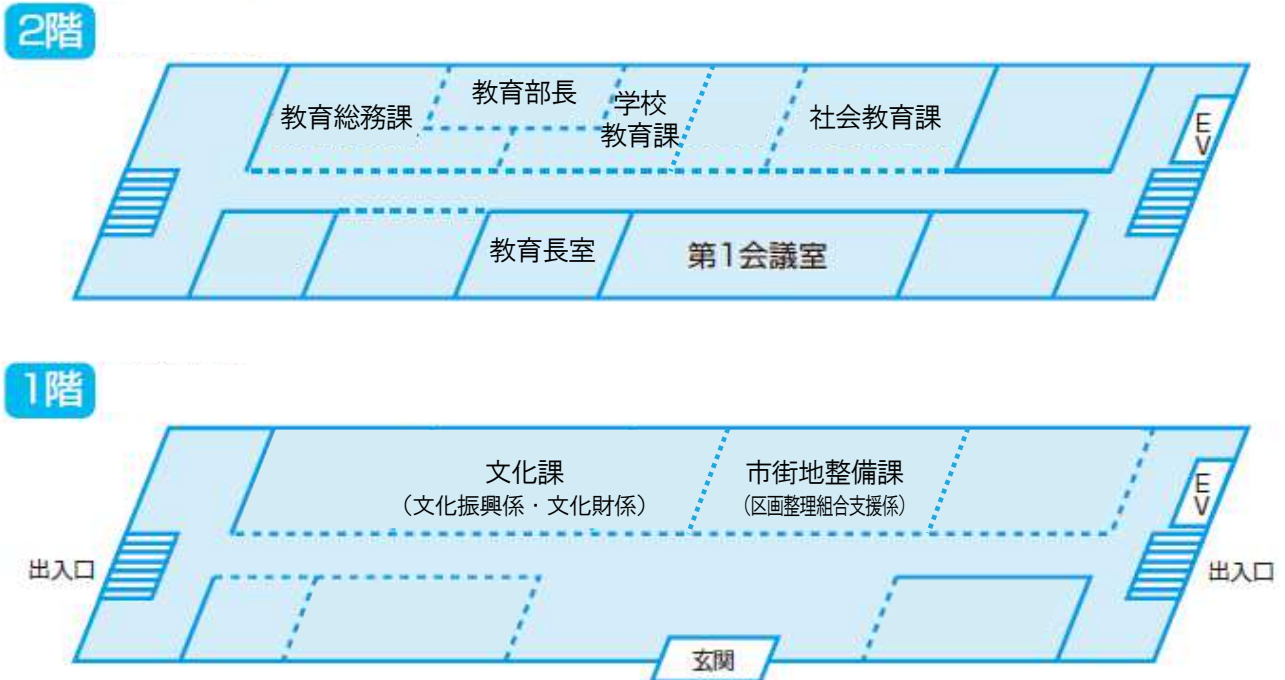 2階
教育総務課
教育部長
学校
教育課
社会教育課
EV
教育長室
第1会議室
1階
文化課
(文化振興係・文化財係)
市街地整備課
(区画整理組合支援係)
EV
出入口
出入口
玄関